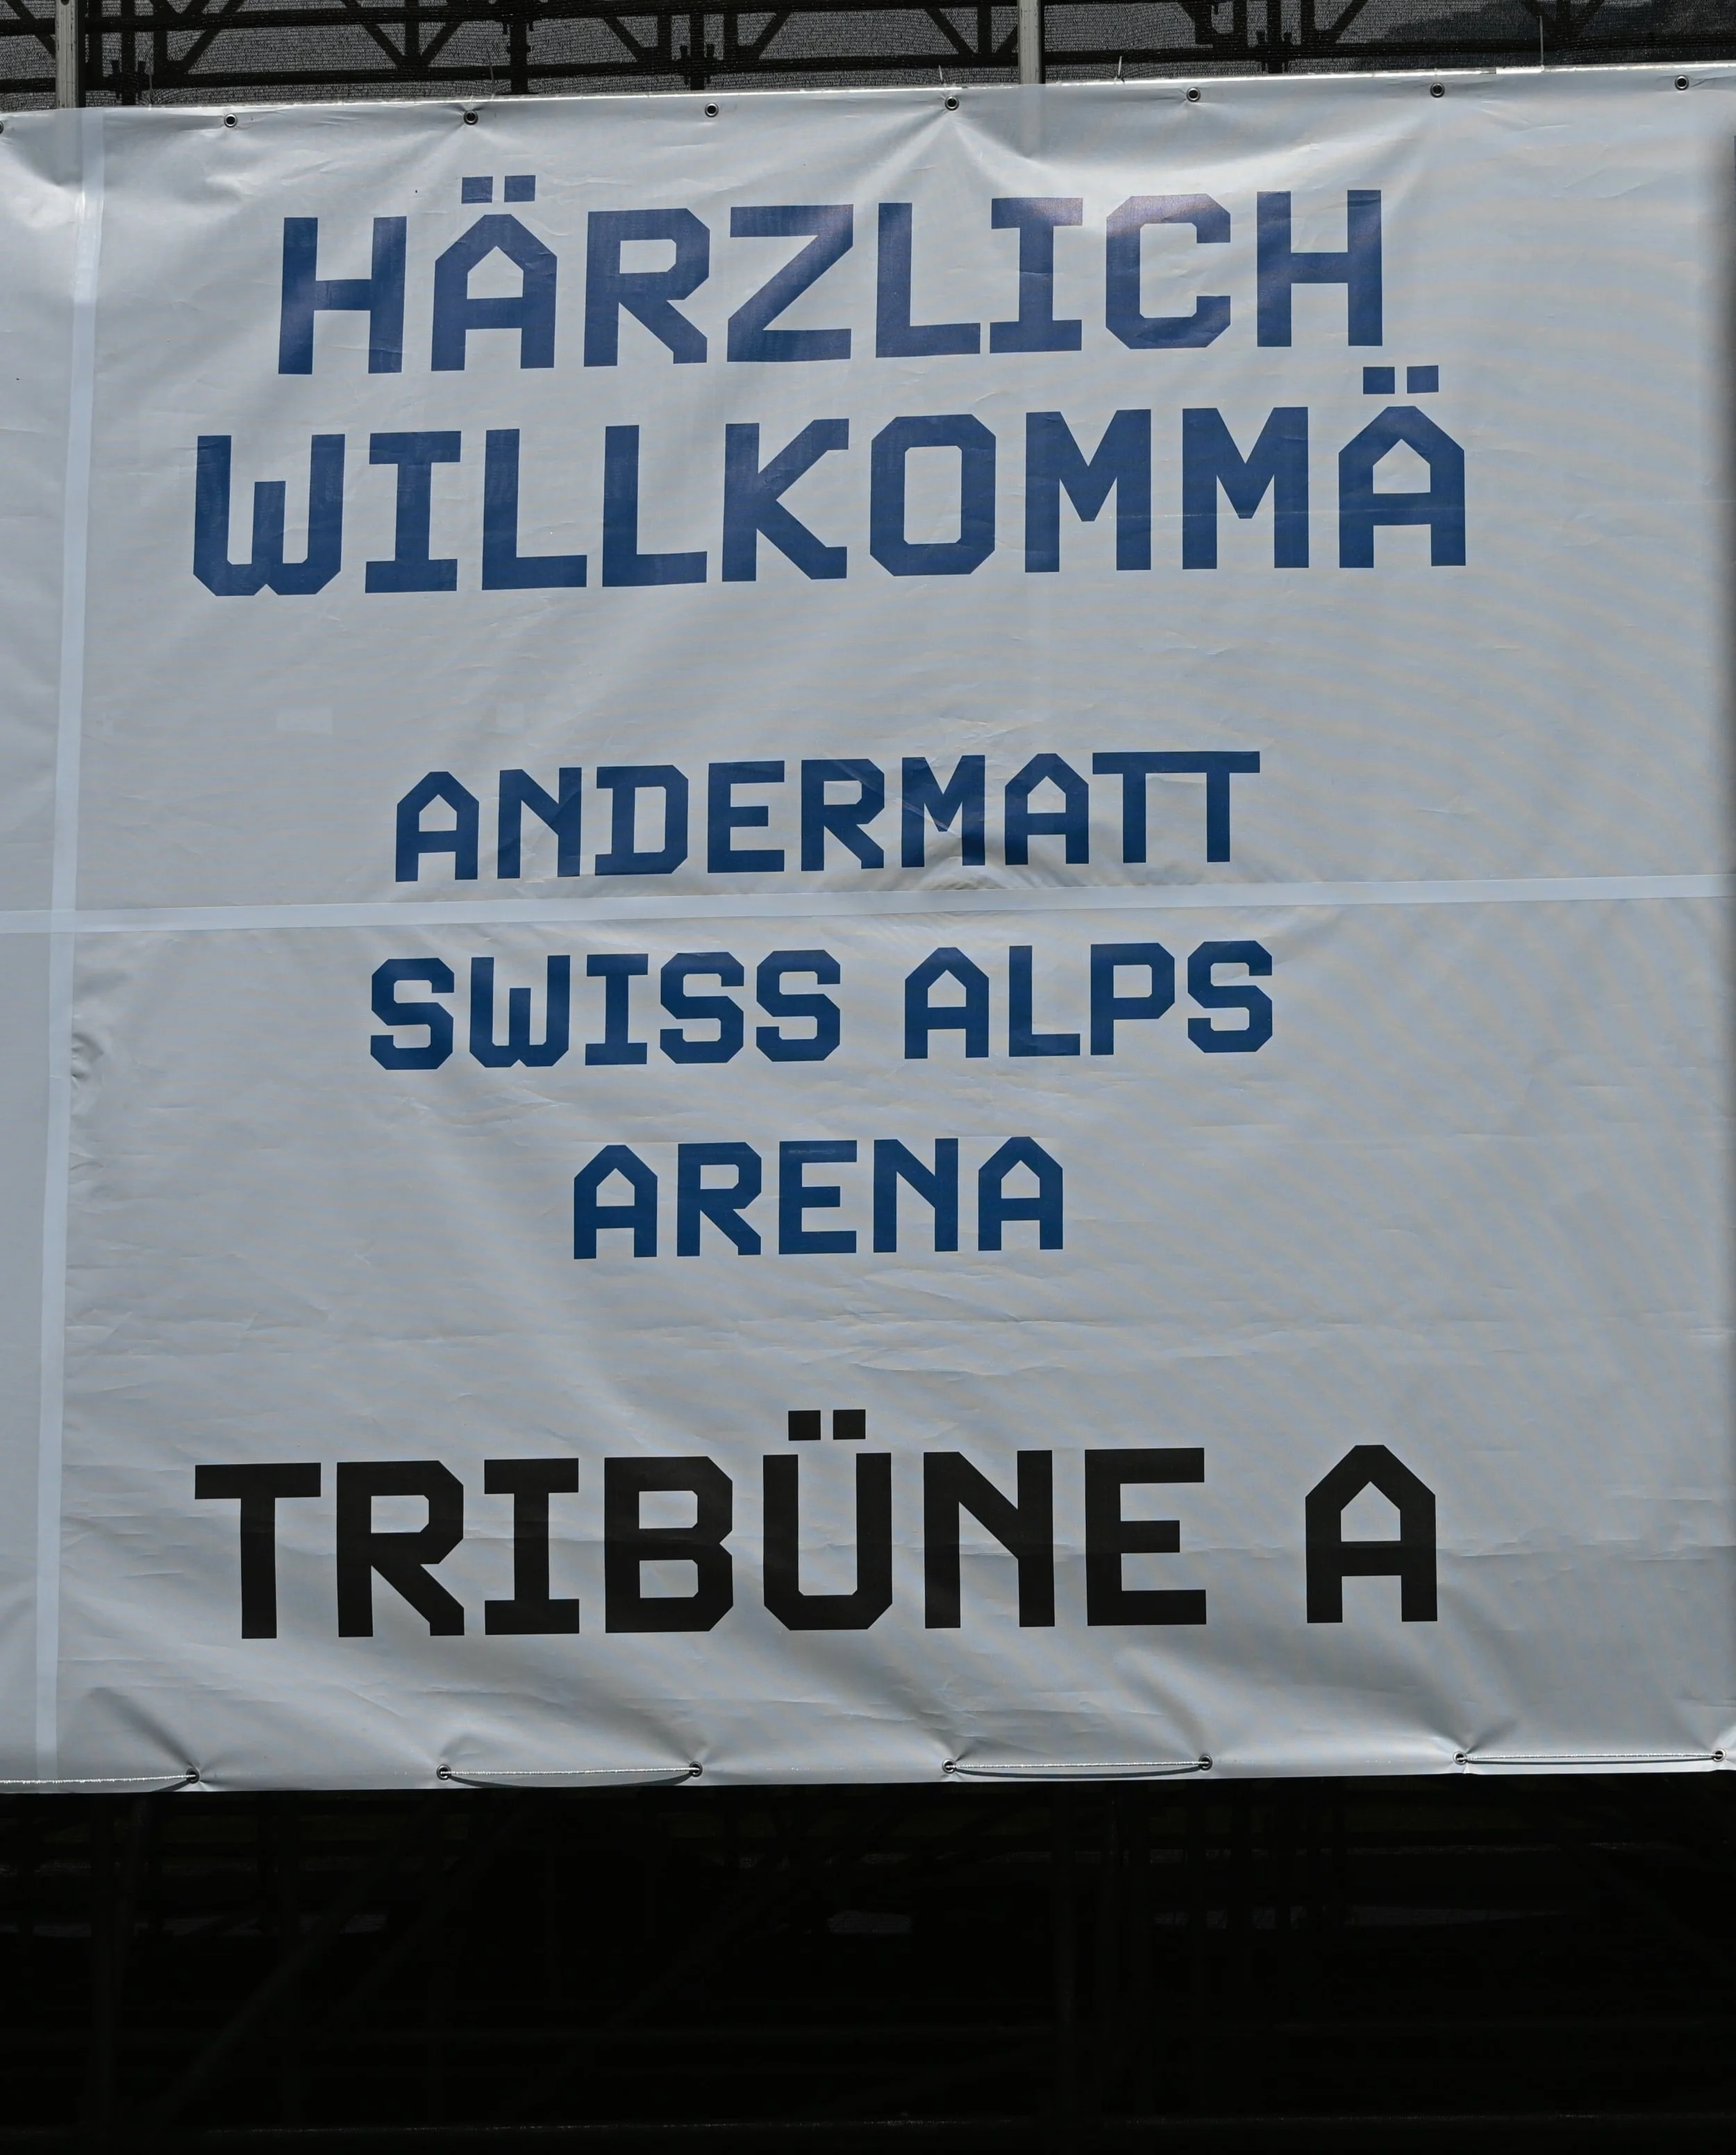 HÄRZLICH
WILLKOMMÄ
ANDERMATT
SWISS ALPS
ARENA
TRIBÜNE A